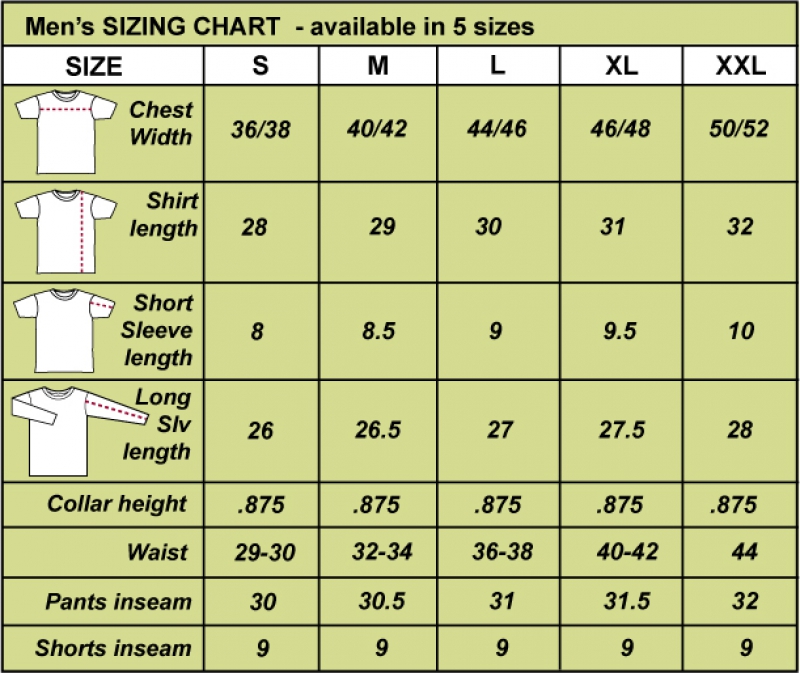 Men's SIZING CHART - available in 5 sizes
SIZE S M L XL XXL
Chest
Width 36/38 40/42 44/46 46/48 50/52
Shirt
length 28 29 30 31 32
Short
Sleeve 8 8.5 9 9.5 10
length
Long
Slv 26 26.5 27 27.5 28
length
Collar height .875 .875 .875 .875 .875
Waist 29-30 32-34 36-38 40-42 44
Pants inseam 30 30.5 31 31.5 32
Shorts inseam 9 9 9 9 9